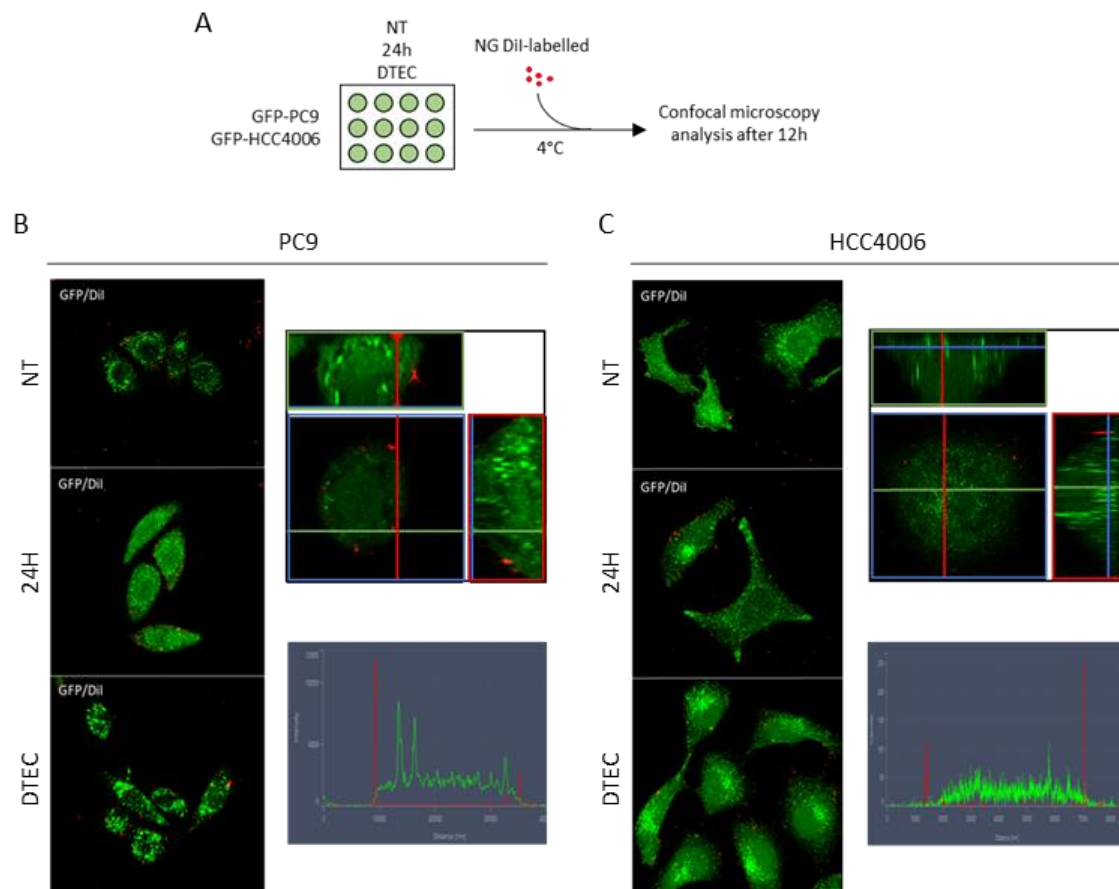 A
NT
24h
DTEC
NG DiI-labelled
GFP-PC9
GFP-HCC4006
4°C
Confocal microscopy
analysis after 12h
B
PC9
C
HCC4006
GFP/DiI
NT
GFP/DiI
24H
GFP/DiI
DTEC
GFP/DiI
NT
GFP/DiI
24H
DTEC